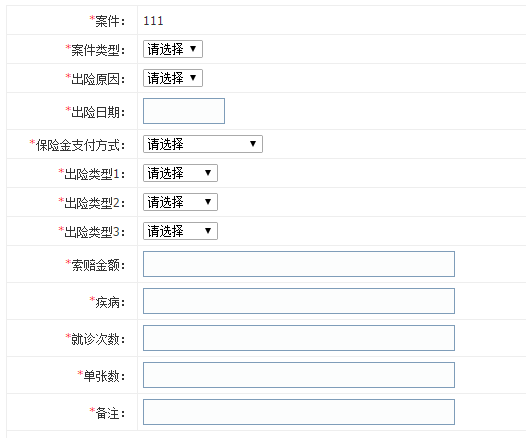 *案件: 111
*案件类型: 请选择
*出险原因: 请选择
*出险日期:
*保险金支付方式: 请选择
*出险类型1: 请选择
*出险类型2: 请选择
*出险类型3: 请选择
*索赔金额:
*疾病:
*就诊次数:
*单张数:
*备注: